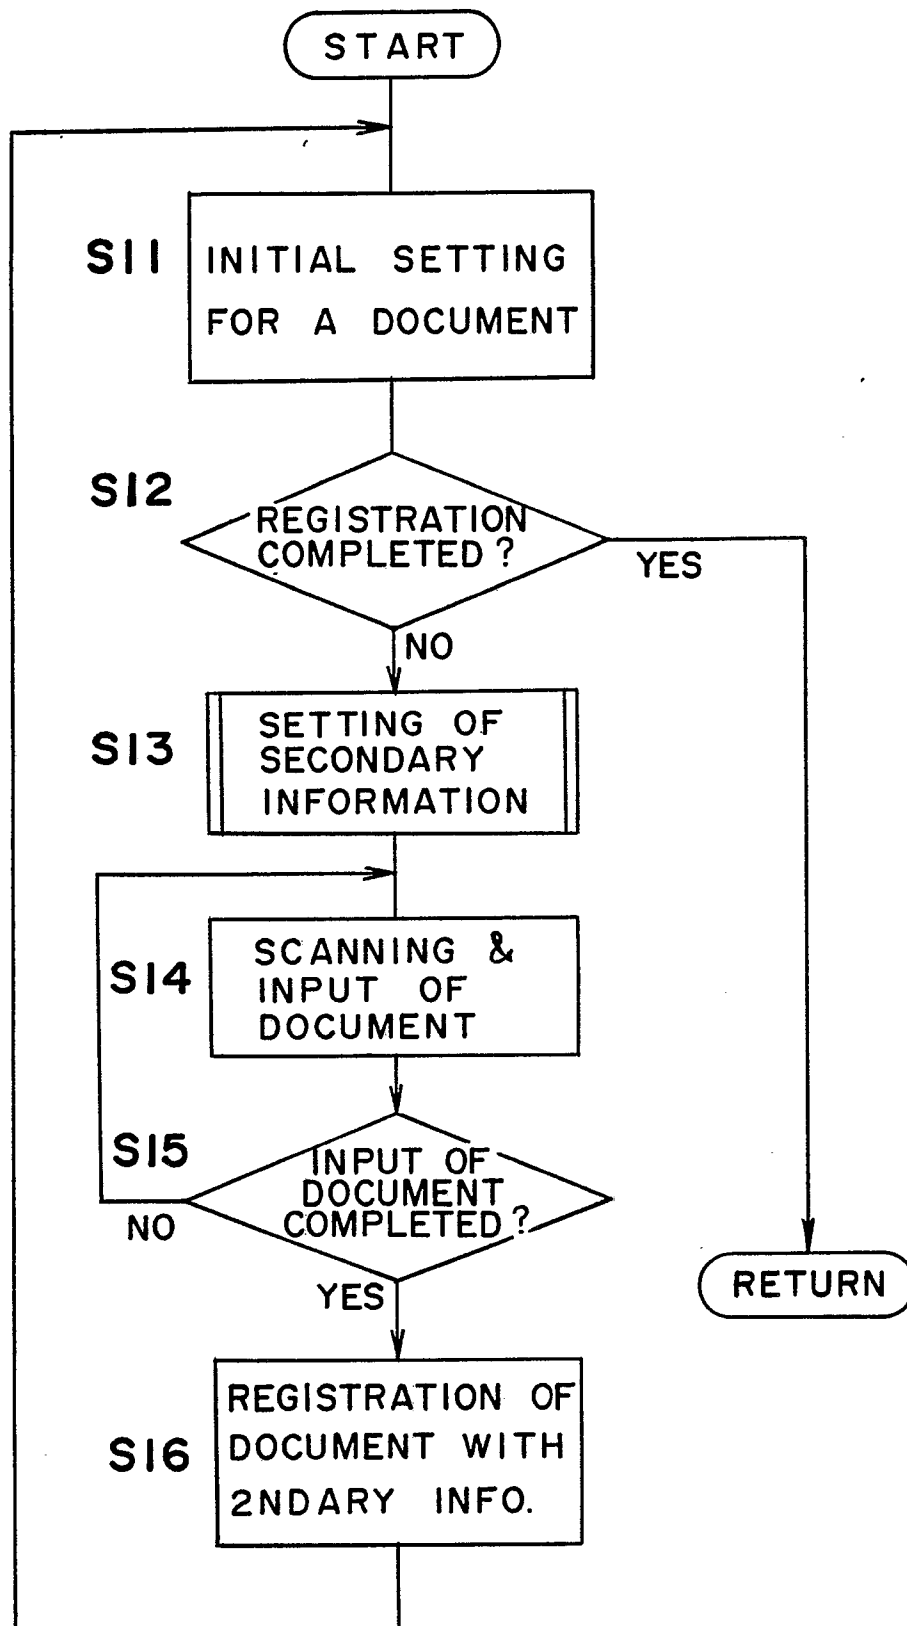 START
S11
INITIAL SETTING
FOR A DOCUMENT
S12
REGISTRATION
COMPLETED?
YES
NO
S13
SETTING OF
SECONDARY
INFORMATION
S14
SCANNING &
INPUT OF
DOCUMENT
S15
INPUT OF
DOCUMENT
COMPLETED?
NO
YES
RETURN
S16
REGISTRATION OF
DOCUMENT WITH
2NDARY INFO.